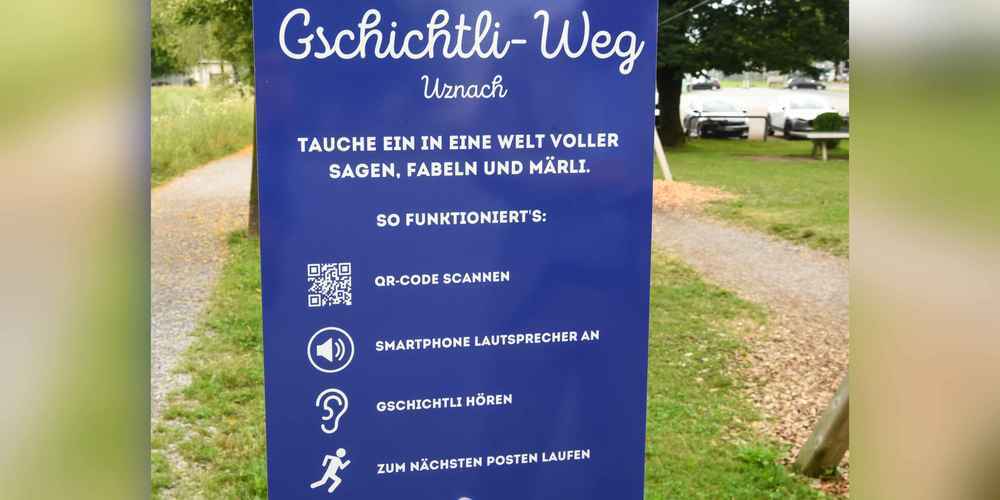 Gschichtli-Weg
Uznach
TAUCHE EIN IN EINE WELT VOLLER
SAGEN, FABELN UND MÄRLI.
SO FUNKTIONIERT'S:
QR-CODE SCANNEN
SMARTPHONE LAUTSPRECHER AN
GSCHICHTLI HÖREN
ZUM NÄCHSTEN POSTEN LAUFEN